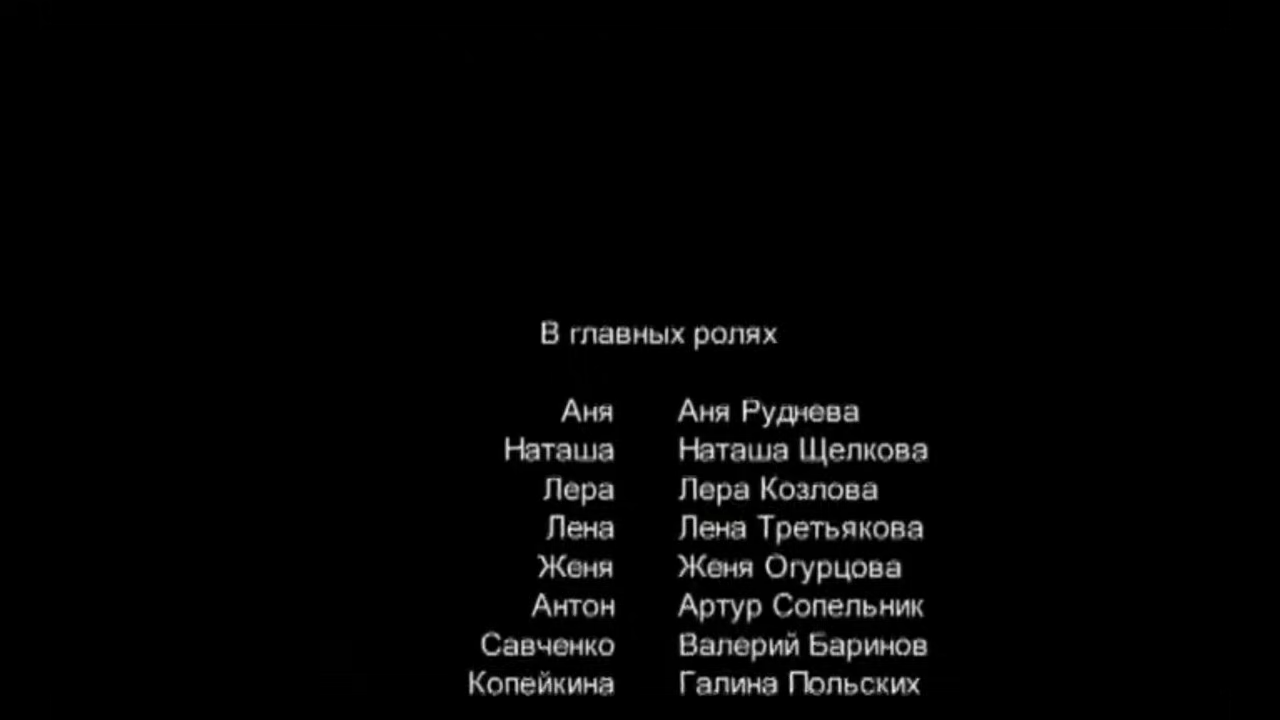 В главных ролях
Аня Аня Руднева
Наташа Наташа Щелкова
Лера Лера Козлова
Лена Лена Третьякова
Женя Женя Огурцова
Антон Артур Сопельник
Савченко Валерий Баринов
Копейкина Галина Польских